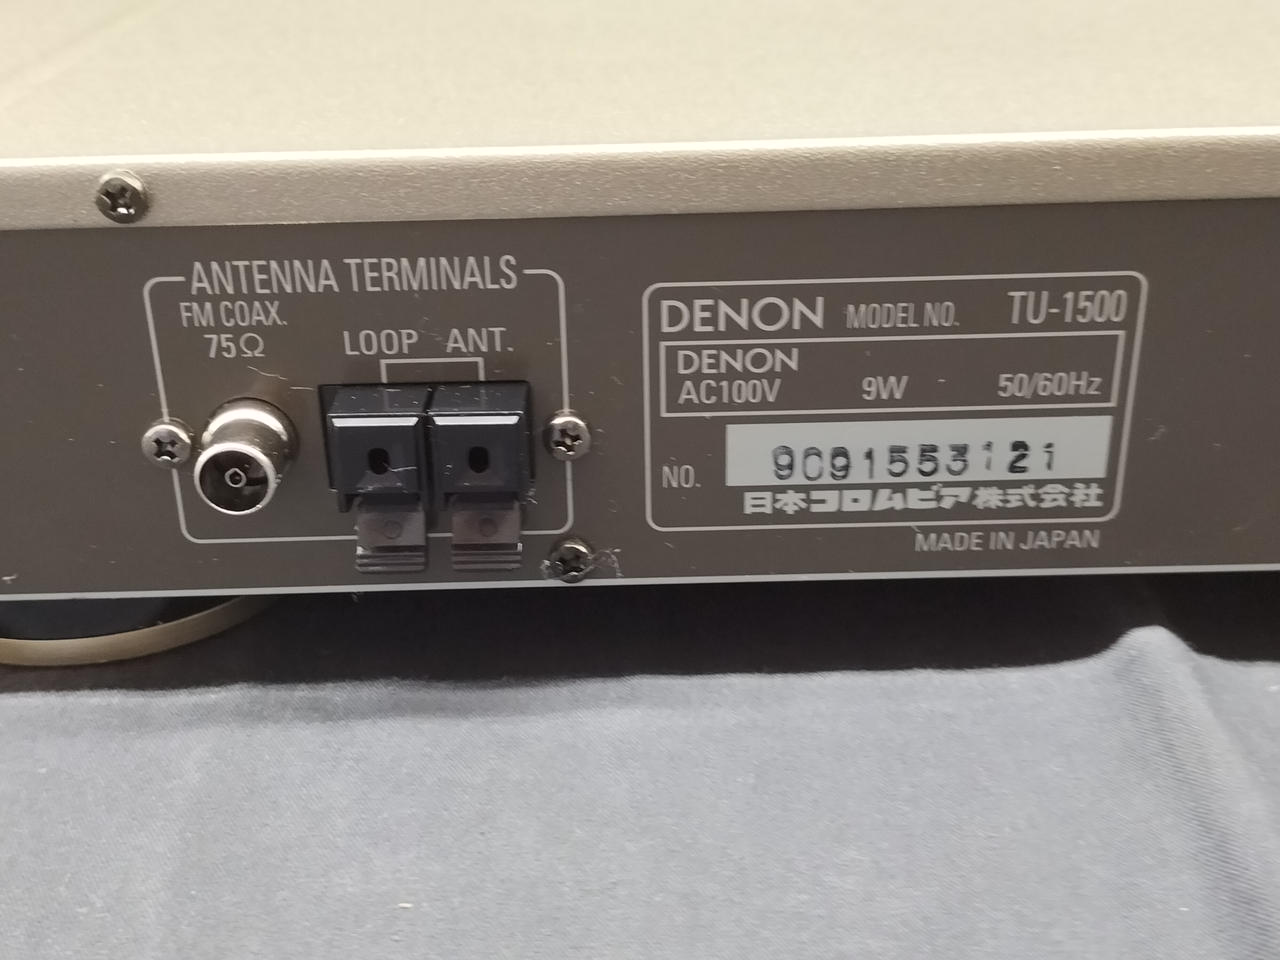 ANTENNA TERMINALS
FM COAX.
75Ω
LOOP ANT.
DENON MODEL NO. TU-1500
DENON
AC100V 9W 50/60Hz
NO. 9091553121
日本コロムビア株式会社
MADE IN JAPAN